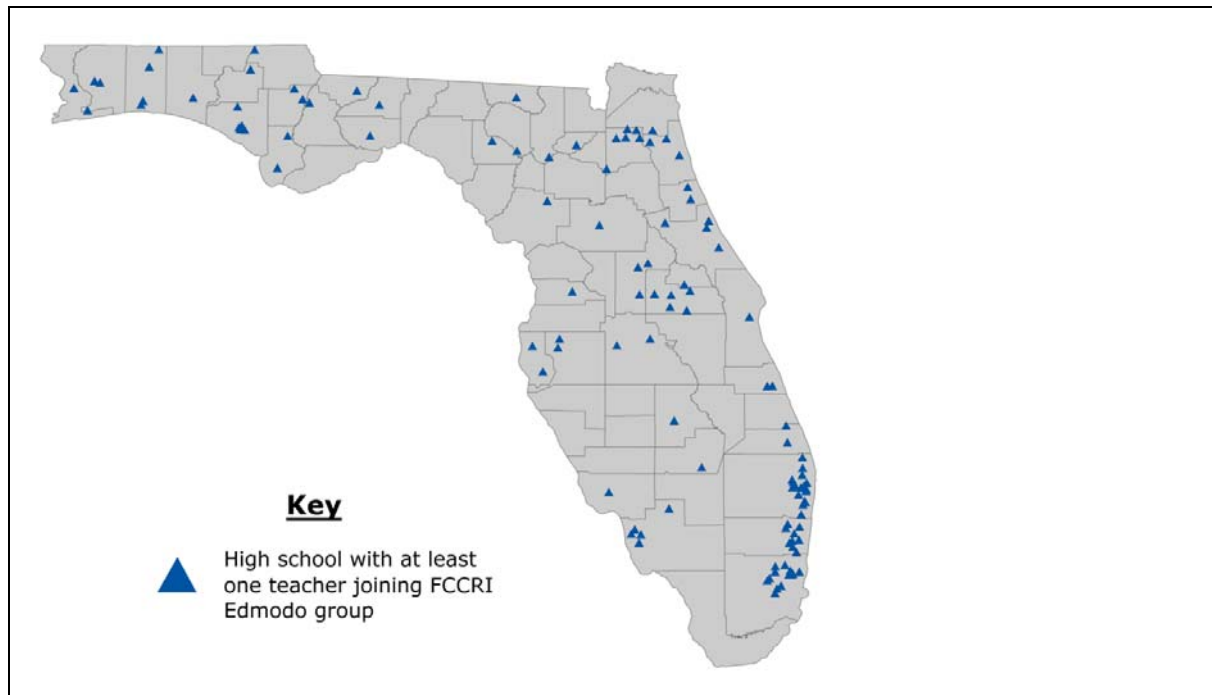 Key
High school with at least
one teacher joining FCCRI
Edmodo group